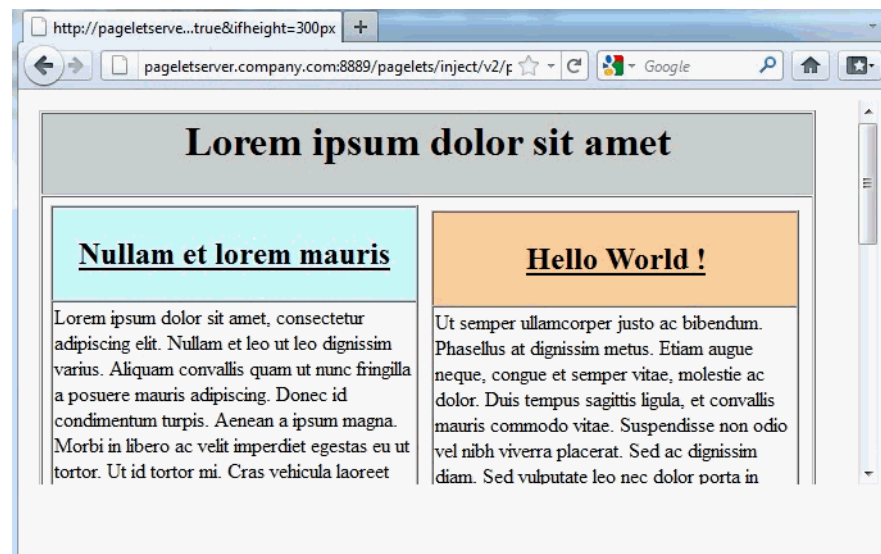 http://pageletserve...true&ifheight=300px
pageletserver.company.com:8889/pagelets/inject/v2/p
Google
Lorem ipsum dolor sit amet
Nullam et lorem mauris
Lorem ipsum dolor sit amet, consectetur
adipiscing elit. Nullam et leo ut leo dignissim
varius. Aliquam convallis quam ut nunc fringilla
a posuere mauris adipiscing. Donec id
condimentum turpis. Aenean a ipsum magna.
Morbi in libero ac velit imperdiet egestas eu ut
tortor. Ut id tortor mi. Cras vehicula laoreet
Hello World !
Ut semper ullamcorper justo ac bibendum.
Phasellus at dignissim metus. Etiam augue
neque, congue et semper vitae, molestie ac
dolor. Duis tempus sagittis ligula, et convallis
mauris commodo vitae. Suspendisse non odio
vel nibh viverra placerat. Sed ac dignissim
diam. Sed vulputate leo nec dolor porta in